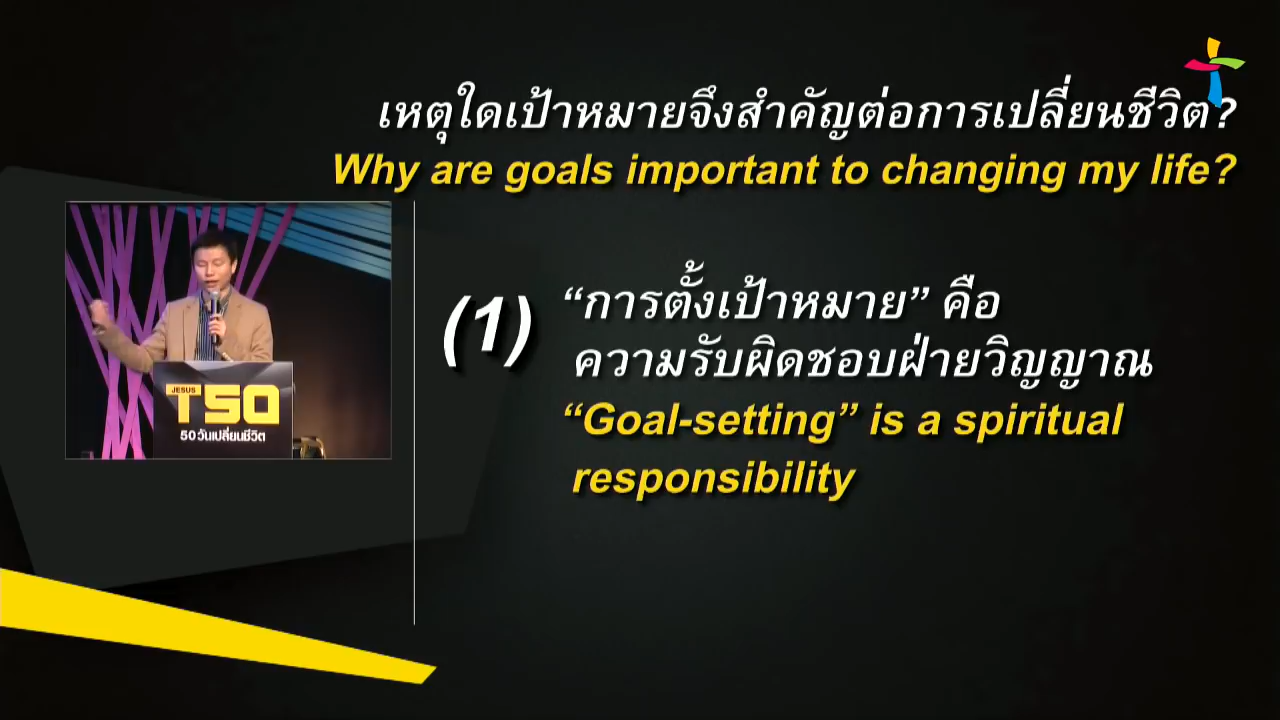 เหตุใดเป้าหมายจึงสำคัญต่อการเปลี่ยนชีวิต?
Why are goals important to changing my life?
(1)
“การตั้งเป้าหมาย” คือ
ความรับผิดชอบฝ่ายวิญญาณ
“Goal-setting” is a spiritual
responsibility
JESUS
T50
50 วันเปลี่ยนชีวิต